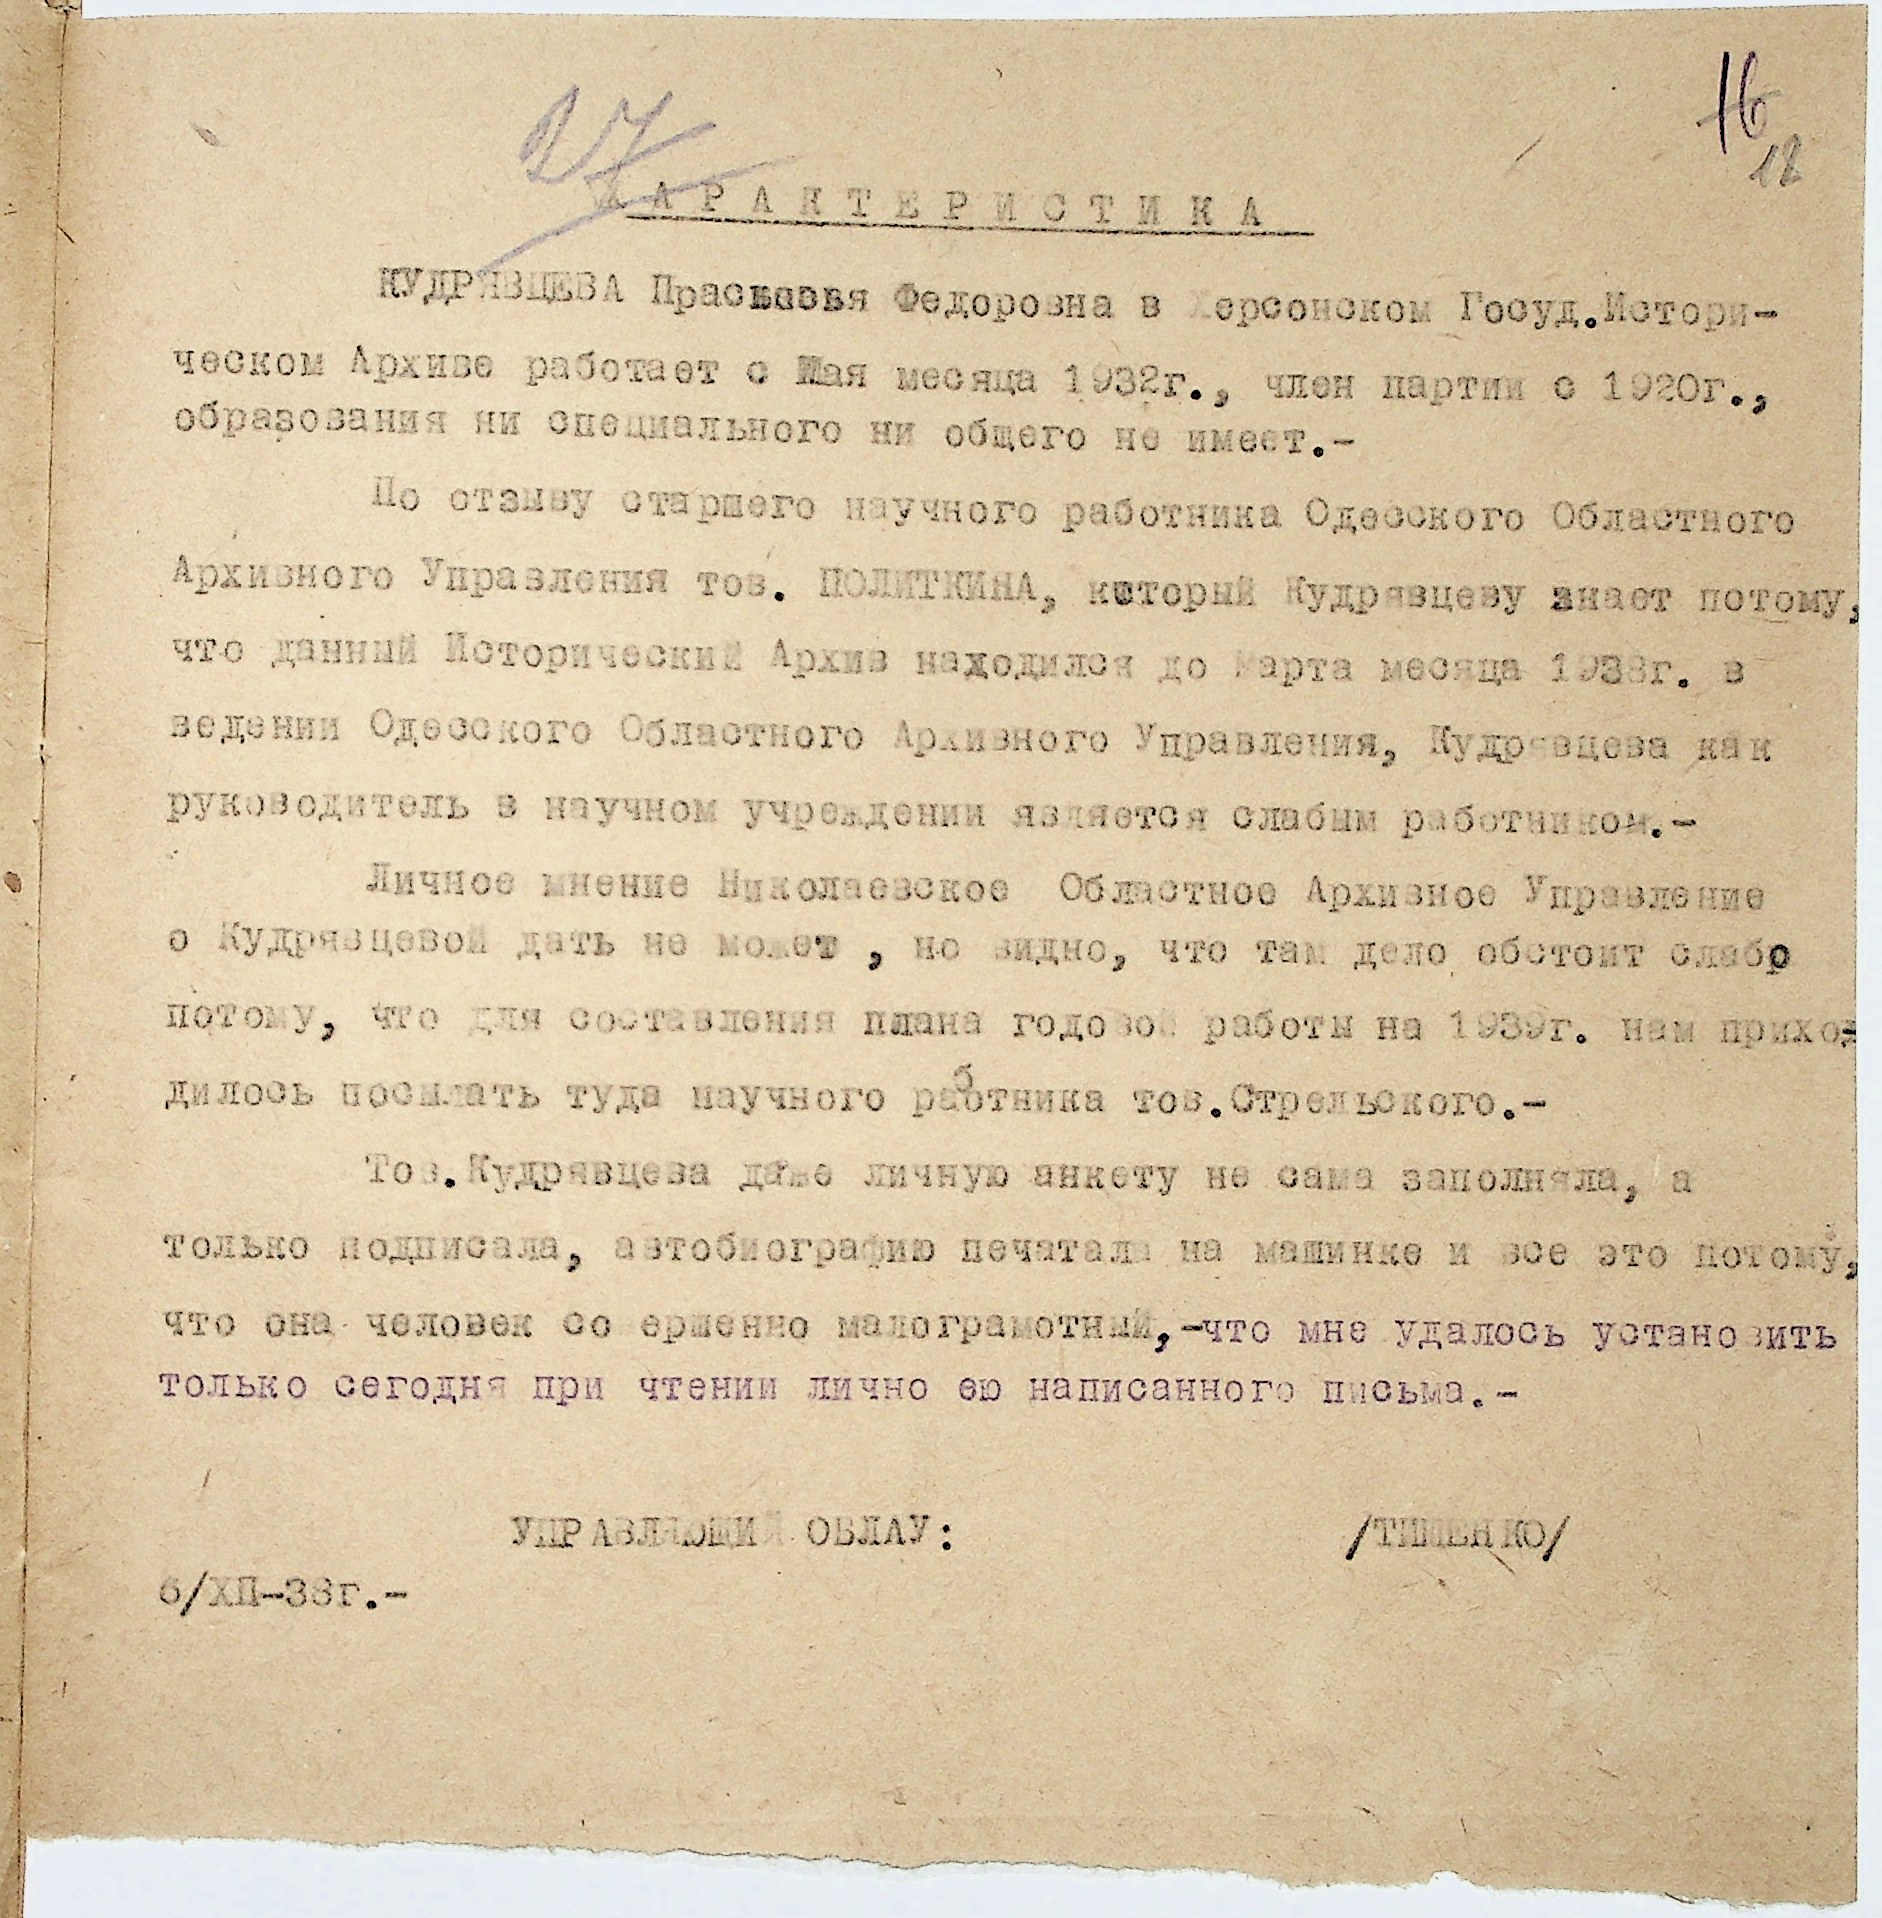 16
18
27
ХАРАКТЕРИСТИКА
КУДРЯВЦЕВА Прасковья Федоровна в Херсонском Госуд.Истори-
ческом Архиве работает с Мая месяца 1932г., член партии с 1920г.,
образования ни специального ни общего не имеет.-
По отзыву старшего научного работника Одесского Областного
Архивного Управления тов. ПОЛИТКИНА, который Кудрявцеву знает потому,
что данный Исторический Архив находился до Марта месяца 1938г. в
ведении Одесского Областного Архивного Управления, Кудрявцева как
руководитель в научном учреждении является слабым работником.-
Личное мнение Николаевское Областное Архивное Управление
о Кудрявцевой дать не может , но видно, что там дело обстоит слабо
потому, что для составления плана годовой работы на 1939г. нам прихо-
дилось посылать туда научного работника тов.Стрельского.-
Тов.Кудрявцева даже личную анкету не сама заполняла, а
только подписала, автобиографию печатала на машинке и все это потому,
что она человек совершенно малограмотный,-что мне удалось установить
только сегодня при чтении лично ею написанного письма.-
УПРАВЛЯЮЩИЙ ОБЛАУ: /ТИЩЕНКО/
6/ХП-38г.-